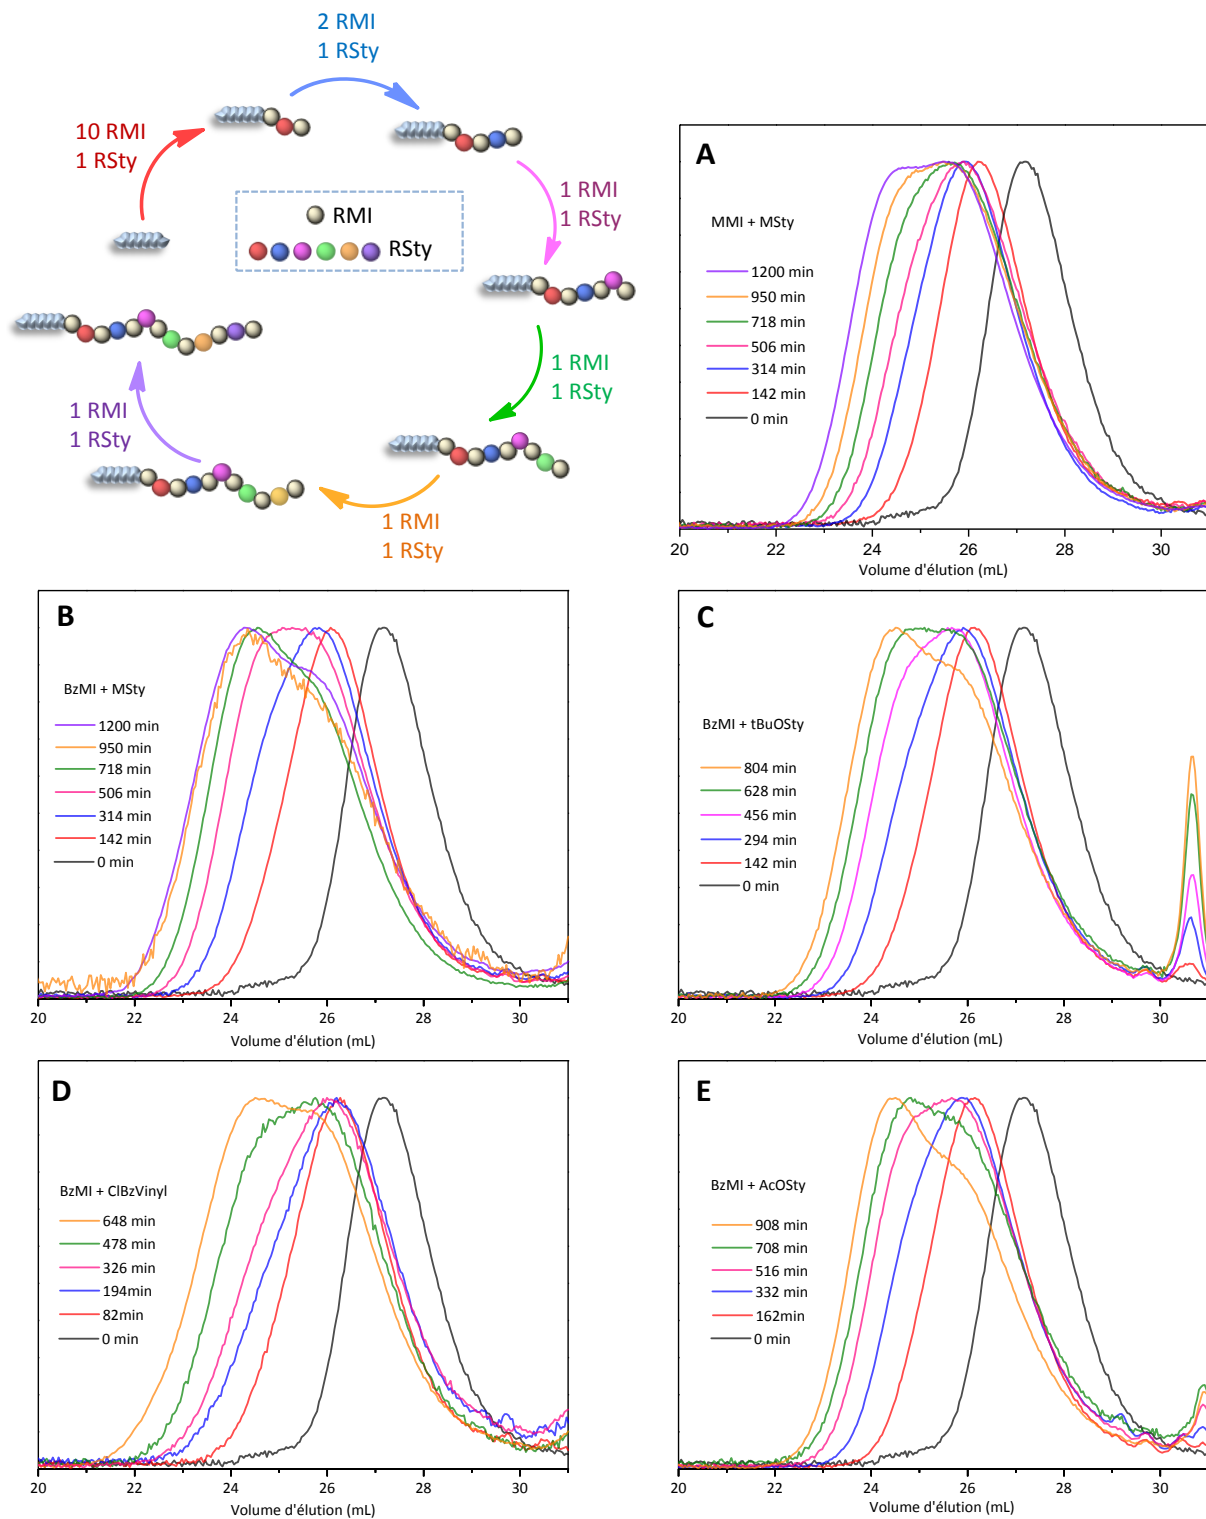 2 RMI
1 RSty
10 RMI
1 RSty
1 RMI
1 RSty
RMI
RSty
1 RMI
1 RSty
1 RMI
1 RSty
1 RMI
1 RSty
A
MMI + MSty
1200 min
950 min
718 min
506 min
314 min
142 min
0 min
20 22 24 26 28 30
Volume d'élution (mL)
B
BzMI + MSty
1200 min
950 min
718 min
506 min
314 min
142 min
0 min
20 22 24 26 28 30
Volume d'élution (mL)
C
BzMI + tBuOSty
804 min
628 min
456 min
294 min
142 min
0 min
20 22 24 26 28 30
Volume d'élution (mL)
D
BzMI + ClBzVinyl
648 min
478 min
326 min
194min
82min
0 min
20 22 24 26 28 30
Volume d'élution (mL)
E
BzMI + AcOSty
908 min
708 min
516 min
332 min
162min
0 min
20 22 24 26 28 30
Volume d'élution (mL)